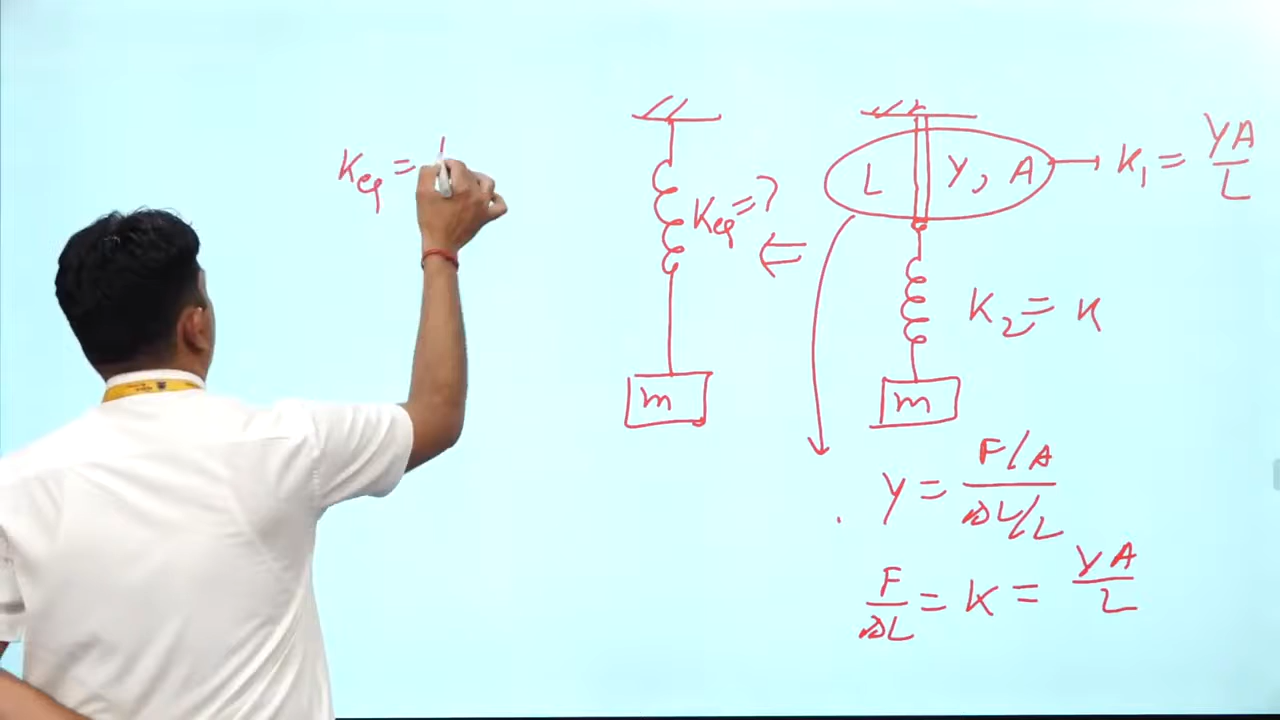 Keq =
Keq = ?
m
L Y, A → K₁ = YA/L
K₂ = K
m
Y = F/A / ΔL/L
F/ΔL = K = YA/L